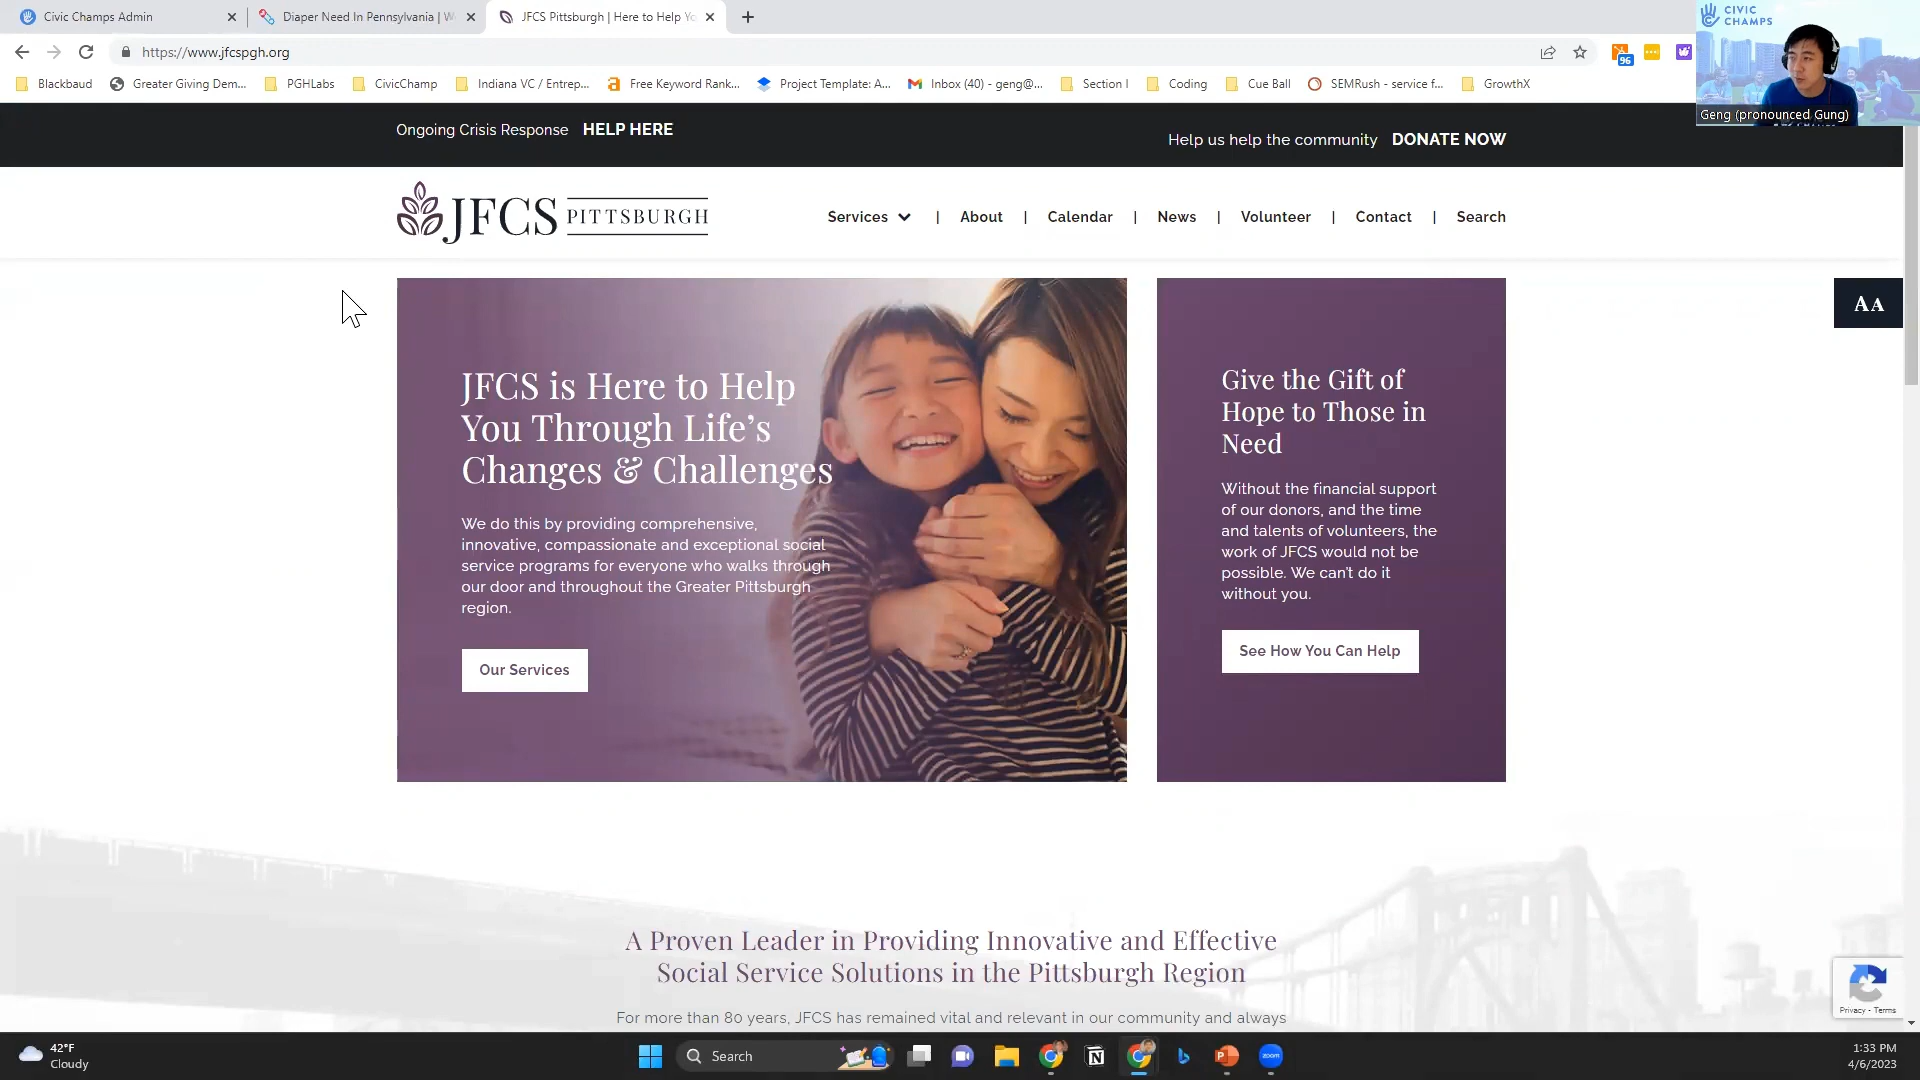 Civic Champs Admin
Diaper Need In Pennsylvania | W
JFCS Pittsburgh | Here to Help Yo
https://www.jfcspgh.org
96
Blackbaud
Greater Giving Dem...
PGHLabs
CivicChamp
Indiana VC / Entrep...
Free Keyword Rank...
Project Template: A...
Inbox (40) - geng@...
Section I
Coding
Cue Ball
SEMRush - service f...
GrowthX
CIVIC
CHAMPS
Geng (pronounced Gung)
Ongoing Crisis Response HELP HERE
Help us help the community DONATE NOW
JFCS PITTSBURGH
Services | About | Calendar | News | Volunteer | Contact | Search
AA
JFCS is Here to Help
You Through Life's
Changes & Challenges
We do this by providing comprehensive,
innovative, compassionate and exceptional social
service programs for everyone who walks through
our door and throughout the Greater Pittsburgh
region.
Our Services
Give the Gift of
Hope to Those in
Need
Without the financial support
of our donors, and the time
and talents of volunteers, the
work of JFCS would not be
possible. We can't do it
without you.
See How You Can Help
A Proven Leader in Providing Innovative and Effective
Social Service Solutions in the Pittsburgh Region
For more than 80 years, JFCS has remained vital and relevant in our community and always
Privacy - Terms
42°F
Cloudy
Search
zoom
1:33 PM
4/6/2023